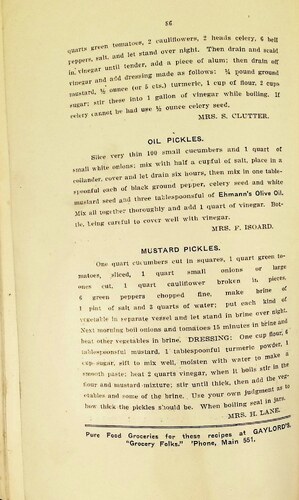 86
quarts green tomatoes, 2 cauliflowers, 2 heads celery, 6 bell
peppers, salt, and let stand over night. Then drain and scald
in vinegar until tender, add a piece of alum; then drain off
vinegar and add dressing made as follows: ¼ pound ground
mustard, ½ ounce (or 5 cts.) turmeric, 1 cup of flour, 2 cups
sugar; stir these into 1 gallon of vinegar while boiling. If
celery cannot be had use ½ ounce celery seed.
MRS. S. CLUTTER.
OIL PICKLES.
Slice very thin 100 small cucumbers and 1 quart of
small white onions; mix with half a cupful of salt, place in a
collander, cover and let drain six hours, then mix in one table-
spoonful each of black ground pepper, celery seed and white
mustard seed and three tablespoonsful of Ehmann's Olive Oil.
Mix all together thoroughly and add 1 quart of vinegar. Bot-
tle, being careful to cover well with vinegar.
MRS. F. ISOARD.
MUSTARD PICKLES.
One quart cucumbers cut in squares, 1 quart green to-
matoes, sliced, 1 quart small onions or large
ones cut, 1 quart cauliflower broken in pieces,
6 green peppers chopped fine, make brine of
1 pint of salt and 3 quarts of water; put each kind of
vegetable in separate vessel and let stand in brine over night.
Next morning boil onions and tomatoes 15 minutes in brine and
heat other vegetables in brine. DRESSING: One cup flour, 6
tablespoonsful mustard, 1 tablespoonful turmeric powder, 1
cup sugar, sift to mix well, moisten with water to make a
smooth paste; heat 2 quarts vinegar, when it boils stir in the
flour and mustard mixture; stir until thick, then add the veg-
etables and some of the brine. Use your own judgment as to
how thick the pickles should be. When boiling seal in jars.
MRS. H. LANE.
Pure Food Groceries for these recipes at GAYLORD'S,
"Grocery Folks." 'Phone, Main 551.